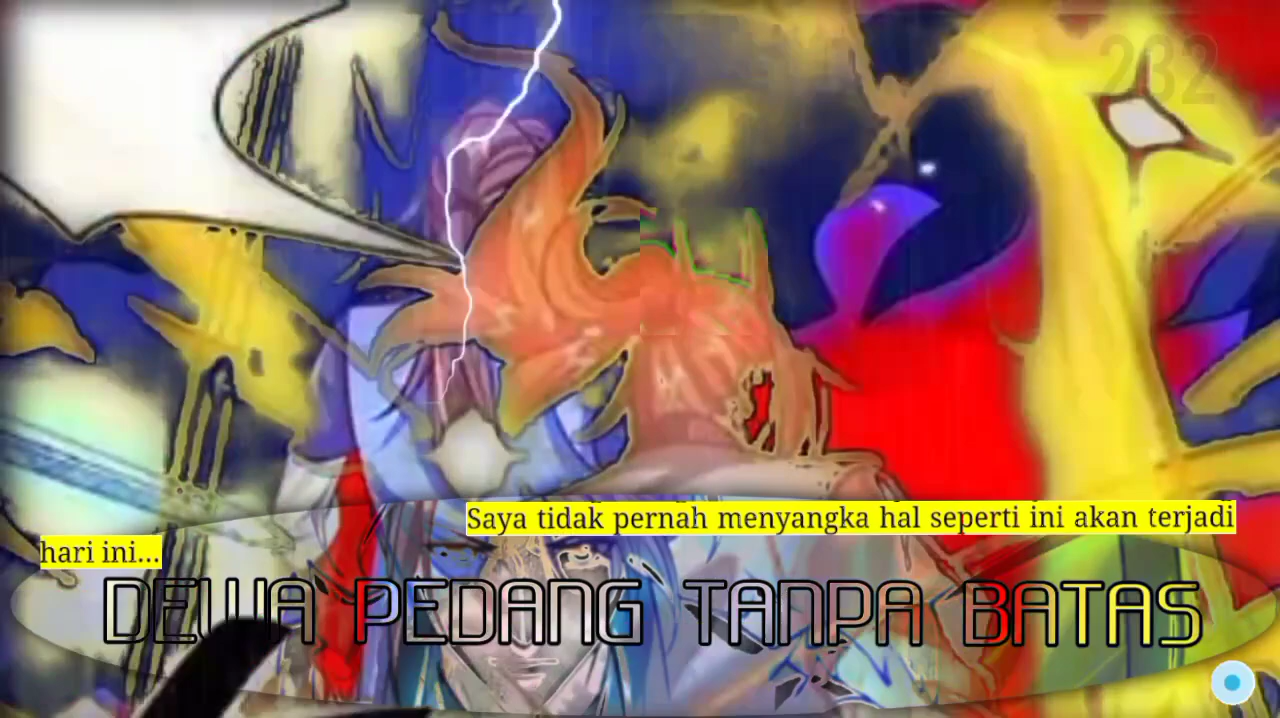 232
Saya tidak pernah menyangka hal seperti ini akan terjadi
hari ini...
DEWA PEDANG TANPA BATAS